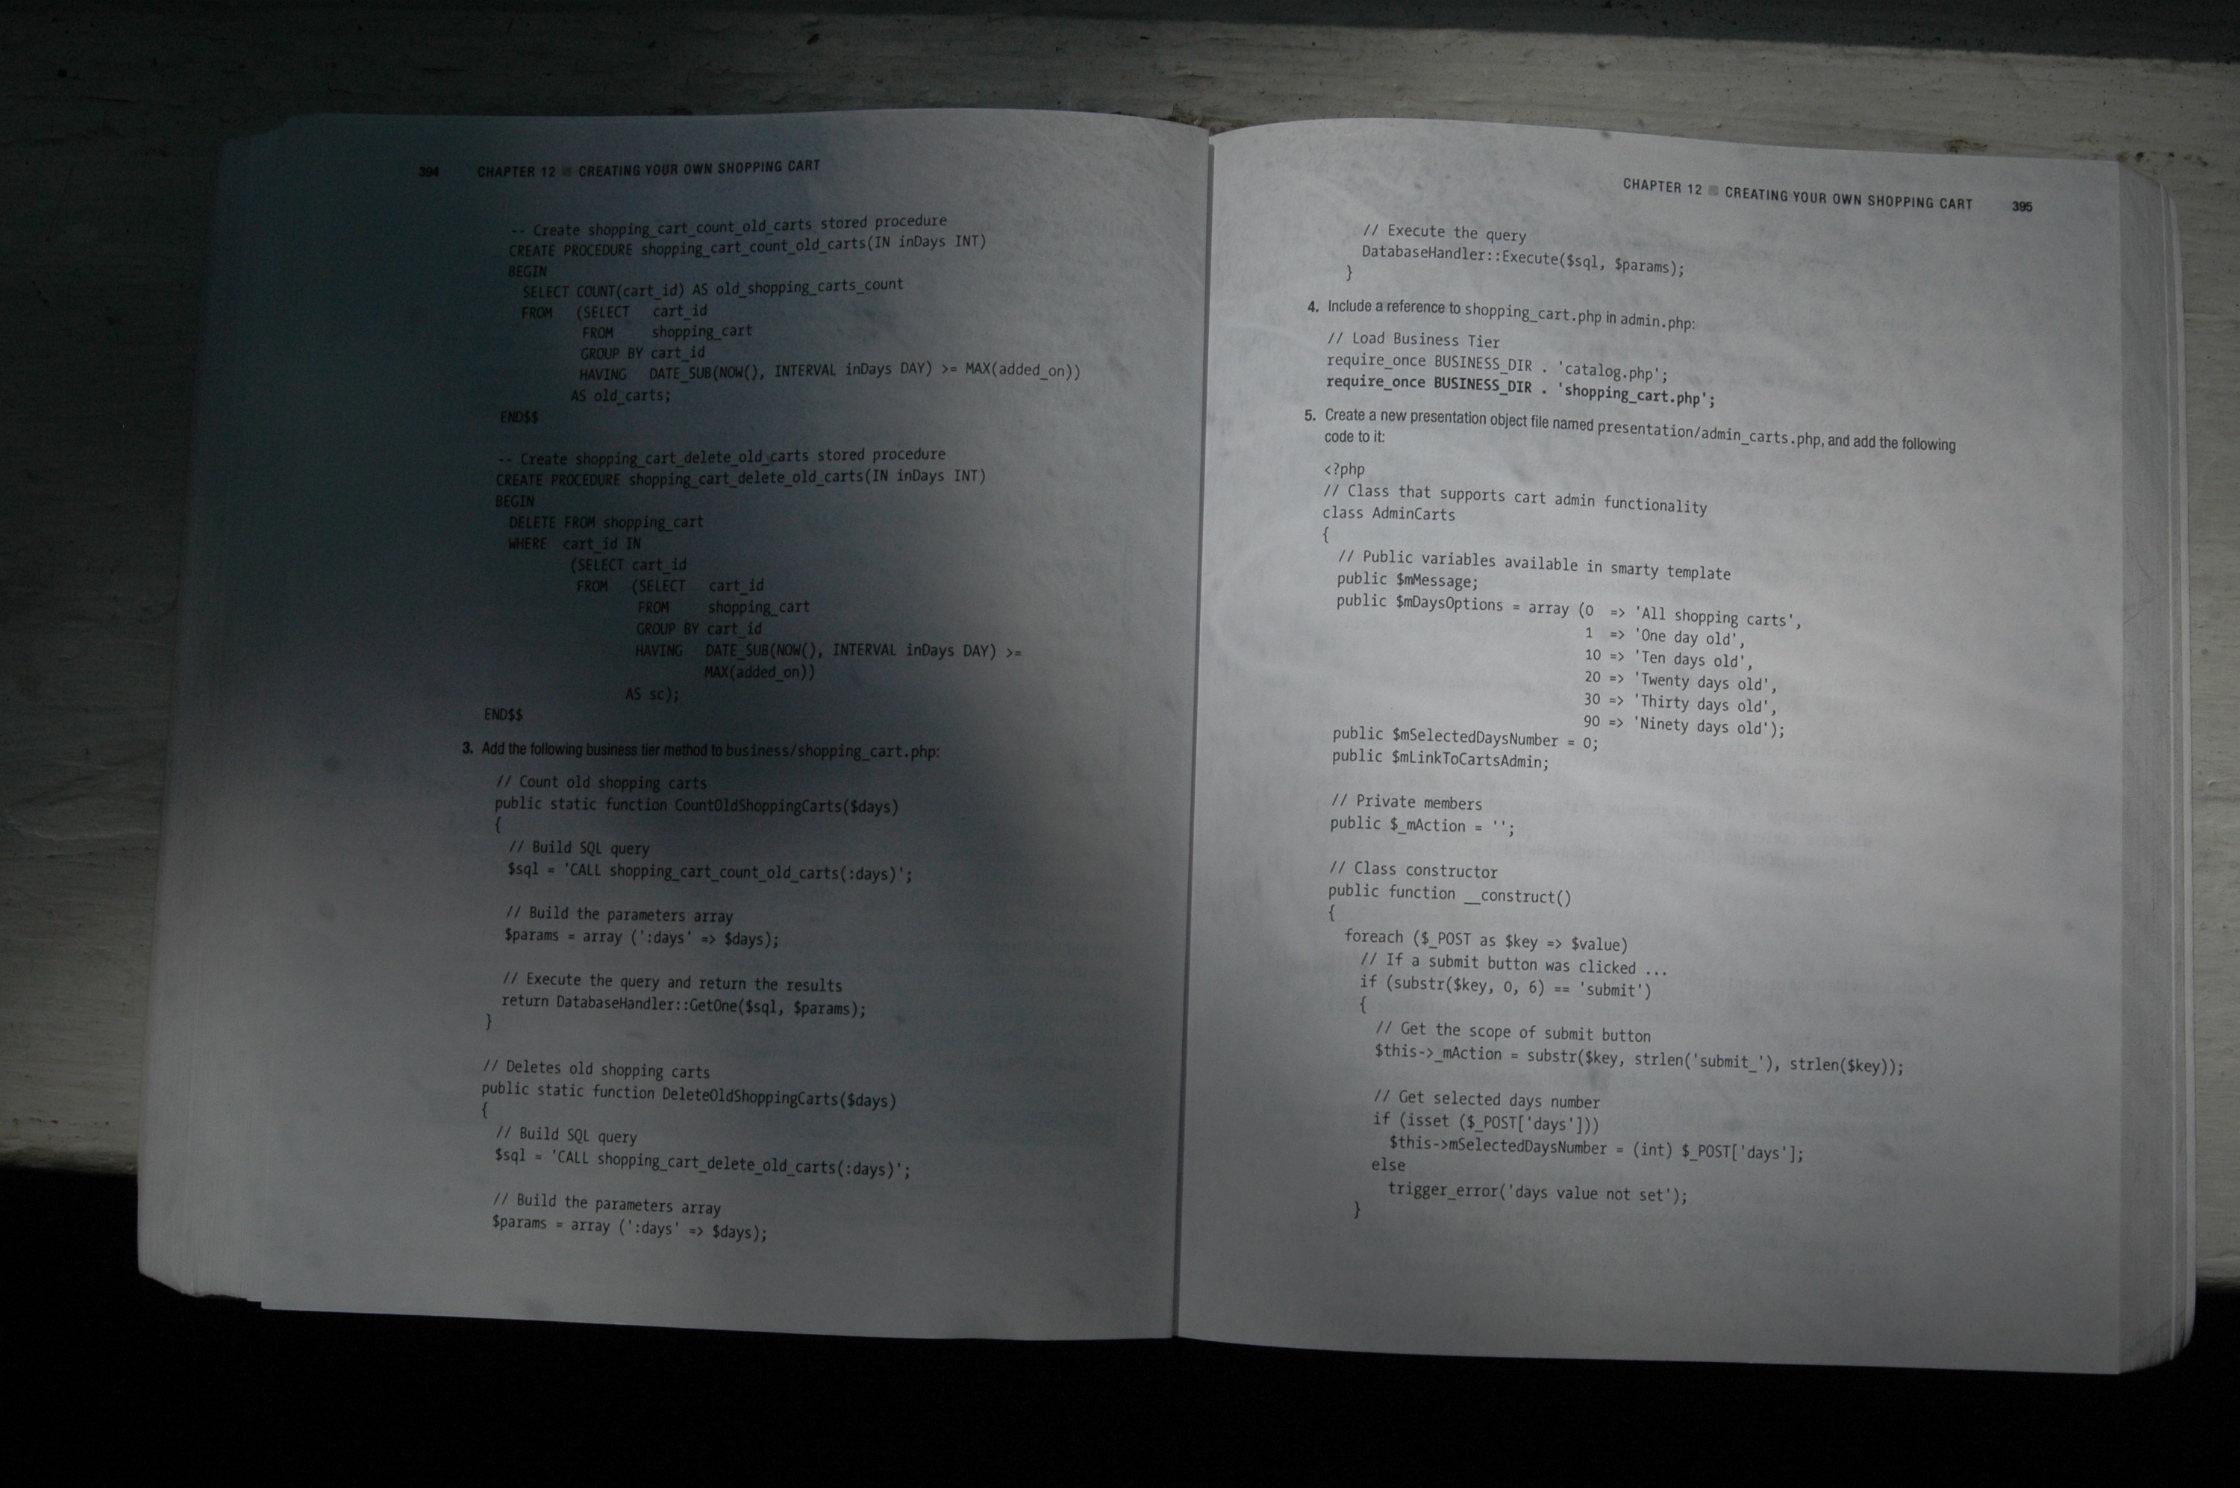 394 CHAPTER 12 ■ CREATING YOUR OWN SHOPPING CART
-- Create shopping_cart_count_old_carts stored procedure
CREATE PROCEDURE shopping_cart_count_old_carts(IN inDays INT)
BEGIN
  SELECT COUNT(cart_id) AS old_shopping_carts_count
  FROM   (SELECT   cart_id
          FROM     shopping_cart
          GROUP BY cart_id
          HAVING   DATE_SUB(NOW(), INTERVAL inDays DAY) >= MAX(added_on))
         AS old_carts;
END$$
-- Create shopping_cart_delete_old_carts stored procedure
CREATE PROCEDURE shopping_cart_delete_old_carts(IN inDays INT)
BEGIN
  DELETE FROM shopping_cart
  WHERE  cart_id IN
          (SELECT cart_id
           FROM   (SELECT   cart_id
                   FROM     shopping_cart
                   GROUP BY cart_id
                   HAVING   DATE_SUB(NOW(), INTERVAL inDays DAY) >=
                            MAX(added_on))
                  AS sc);
END$$
3. Add the following business tier method to business/shopping_cart.php:
// Count old shopping carts
public static function CountOldShoppingCarts($days)
{
  // Build SQL query
  $sql = 'CALL shopping_cart_count_old_carts(:days)';
  // Build the parameters array
  $params = array (':days' => $days);
  // Execute the query and return the results
  return DatabaseHandler::GetOne($sql, $params);
}
// Deletes old shopping carts
public static function DeleteOldShoppingCarts($days)
{
  // Build SQL query
  $sql = 'CALL shopping_cart_delete_old_carts(:days)';
  // Build the parameters array
  $params = array (':days' => $days);
CHAPTER 12 ■ CREATING YOUR OWN SHOPPING CART 395
  // Execute the query
  DatabaseHandler::Execute($sql, $params);
}
4. Include a reference to shopping_cart.php in admin.php:
// Load Business Tier
require_once BUSINESS_DIR . 'catalog.php';
require_once BUSINESS_DIR . 'shopping_cart.php';
5. Create a new presentation object file named presentation/admin_carts.php, and add the following
code to it:
<?php
// Class that supports cart admin functionality
class AdminCarts
{
  // Public variables available in smarty template
  public $mMessage;
  public $mDaysOptions = array (0  => 'All shopping carts',
                                1  => 'One day old',
                                10 => 'Ten days old',
                                20 => 'Twenty days old',
                                30 => 'Thirty days old',
                                90 => 'Ninety days old');
  public $mSelectedDaysNumber = 0;
  public $mLinkToCartsAdmin;
  // Private members
  public $_mAction = '';
  // Class constructor
  public function __construct()
  {
    foreach ($_POST as $key => $value)
      // If a submit button was clicked ...
      if (substr($key, 0, 6) == 'submit')
      {
        // Get the scope of submit button
        $this->_mAction = substr($key, strlen('submit_'), strlen($key));
        // Get selected days number
        if (isset ($_POST['days']))
          $this->mSelectedDaysNumber = (int) $_POST['days'];
        else
          trigger_error('days value not set');
      }